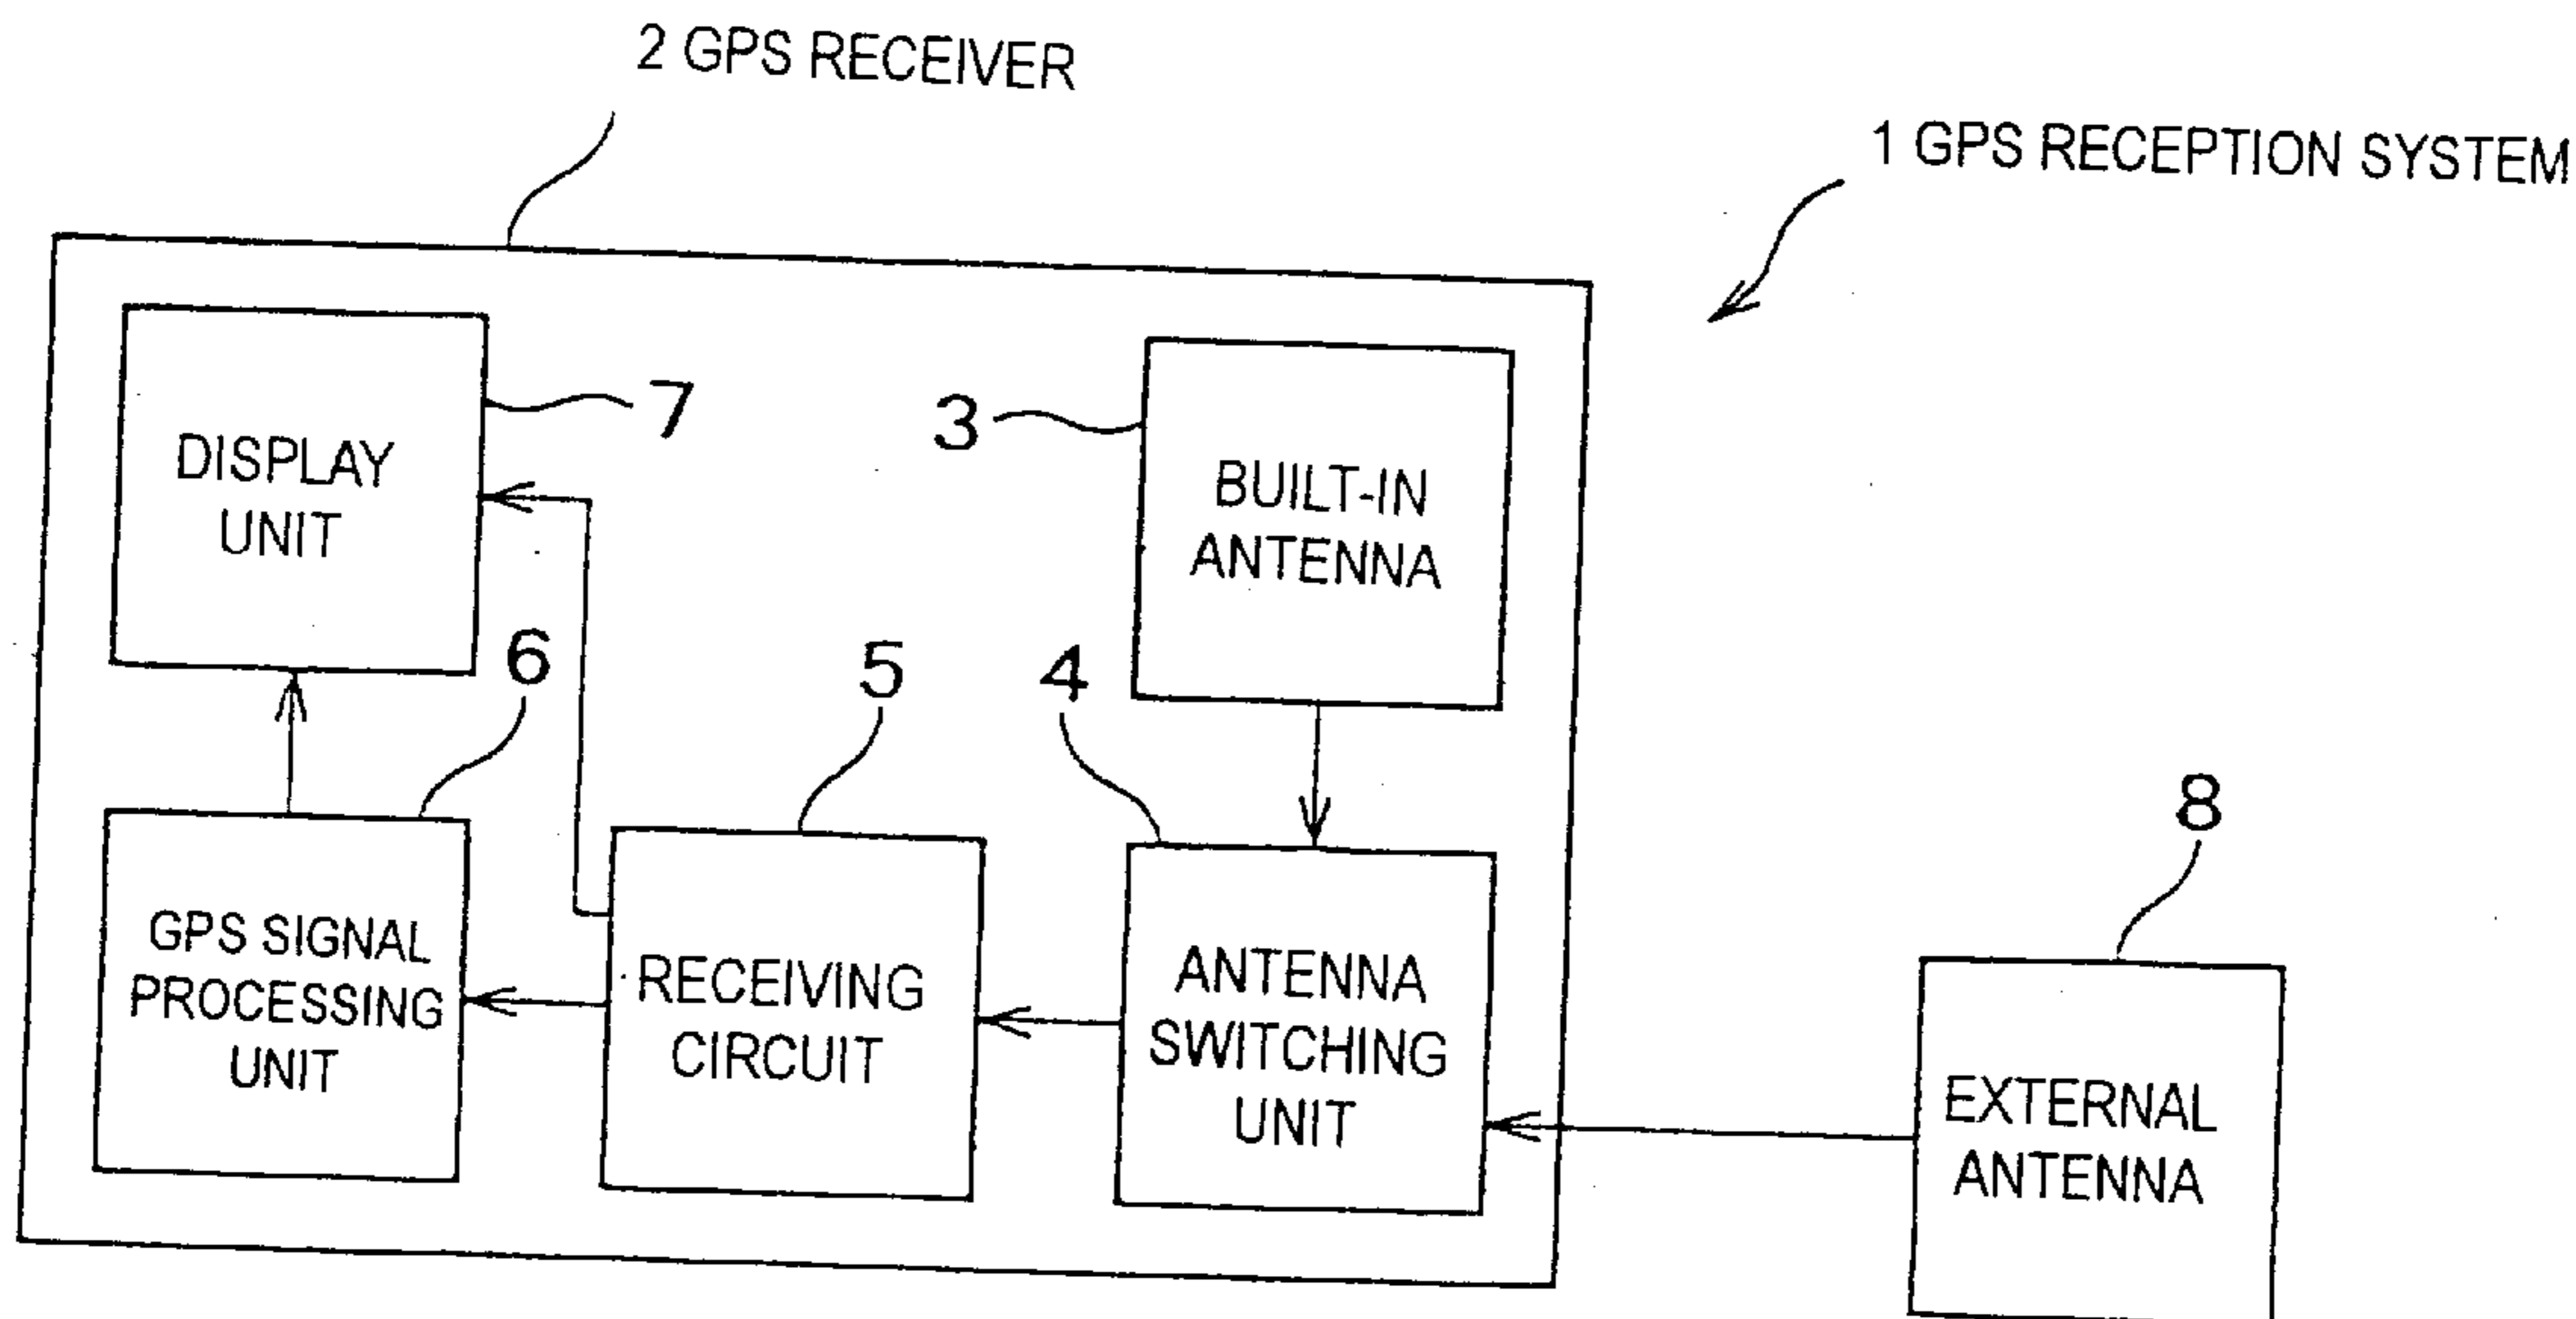 2 GPS RECEIVER
1 GPS RECEPTION SYSTEM
7
DISPLAY
UNIT
3
BUILT-IN
ANTENNA
6
GPS SIGNAL
PROCESSING
UNIT
5
RECEIVING
CIRCUIT
4
ANTENNA
SWITCHING
UNIT
8
EXTERNAL
ANTENNA